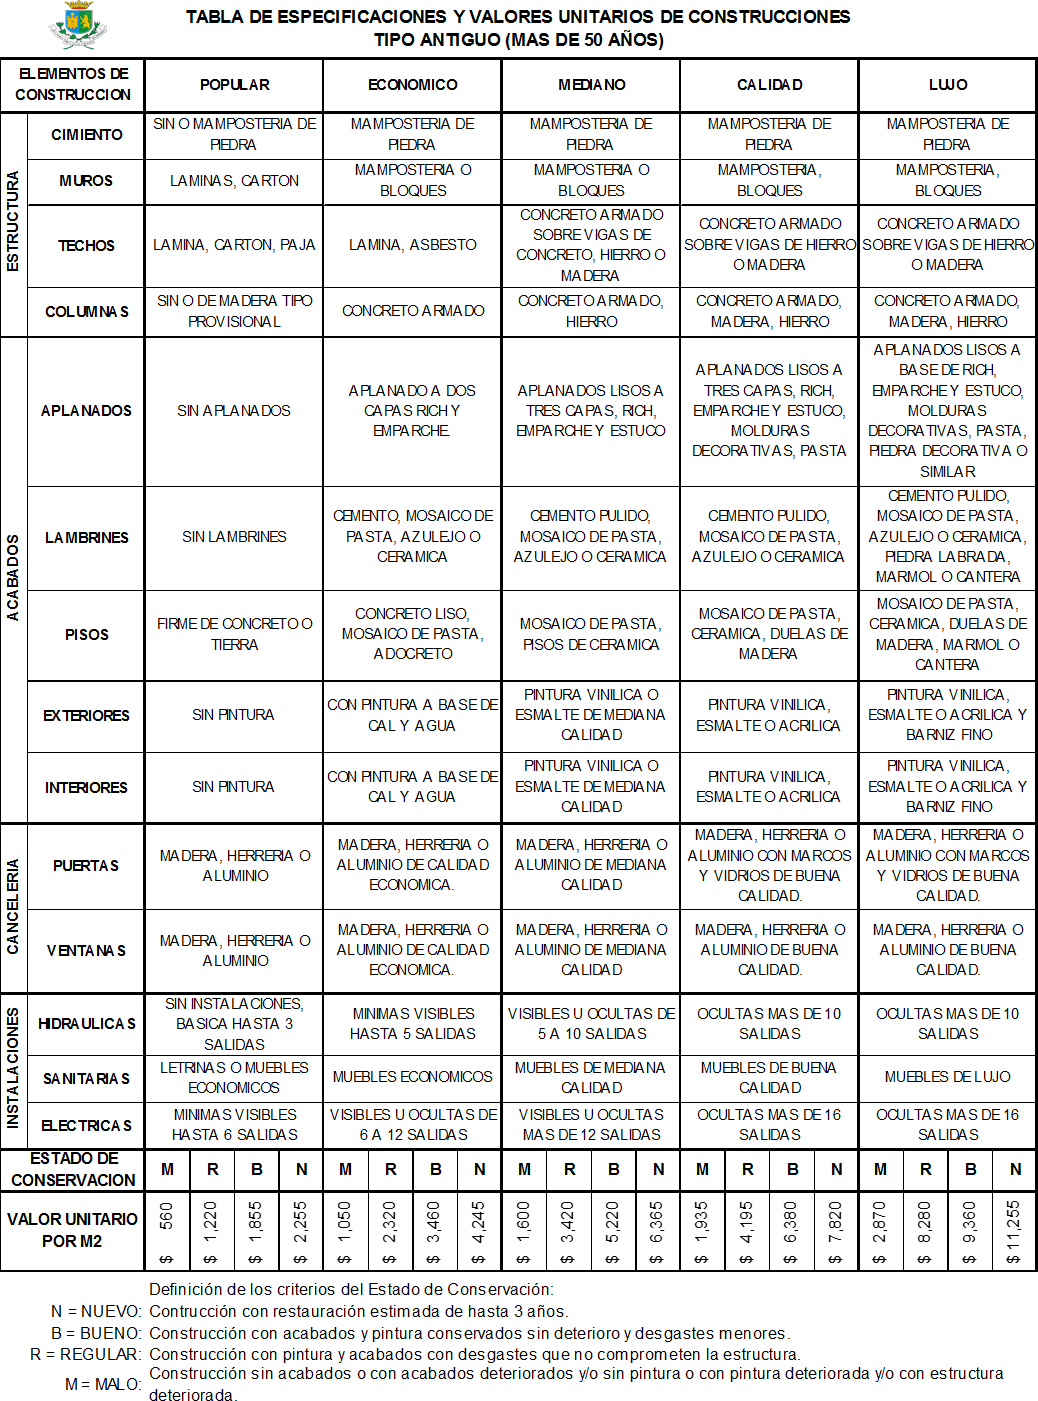 TABLA DE ESPECIFICACIONES Y VALORES UNITARIOS DE CONSTRUCCIONES
TIPO ANTIGUO (MAS DE 50 AÑOS)
ELEMENTOS DE
CONSTRUCCION
POPULAR
ECONOMICO
MEDIANO
CALIDAD
LUJO
ESTRUCTURA
CIMIENTO
SIN O MAMPOSTERIA DE
PIEDRA
MAMPOSTERIA DE
PIEDRA
MAMPOSTERIA DE
PIEDRA
MAMPOSTERIA DE
PIEDRA
MAMPOSTERIA DE
PIEDRA
MUROS
LAMINAS, CARTON
MAMPOSTERIA O
BLOQUES
MAMPOSTERIA O
BLOQUES
MAMPOSTERIA,
BLOQUES
MAMPOSTERIA,
BLOQUES
TECHOS
LAMINA, CARTON, PAJA
LAMINA, ASBESTO
CONCRETO ARMADO
SOBRE VIGAS DE
CONCRETO, HIERRO O
MADERA
CONCRETO ARMADO
SOBRE VIGAS DE HIERRO
O MADERA
CONCRETO ARMADO
SOBRE VIGAS DE HIERRO
O MADERA
COLUMNAS
SIN O DE MADERA TIPO
PROVISIONAL
CONCRETO ARMADO
CONCRETO ARMADO,
HIERRO
CONCRETO ARMADO,
MADERA, HIERRO
CONCRETO ARMADO,
MADERA, HIERRO
ACABADOS
APLANADOS
SIN APLANADOS
APLANADO A DOS
CAPAS RICH Y
EMPARCHE.
APLANADOS LISOS A
TRES CAPAS, RICH,
EMPARCHE Y ESTUCO
APLANADOS LISOS A
TRES CAPAS, RICH,
EMPARCHE Y ESTUCO,
MOLDURAS
DECORATIVAS, PASTA
APLANADOS LISOS A
BASE DE RICH,
EMPARCHE Y ESTUCO,
MOLDURAS
DECORATIVAS, PASTA,
PIEDRA DECORATIVA O
SIMILAR
LAMBRINES
SIN LAMBRINES
CEMENTO, MOSAICO DE
PASTA, AZULEJO O
CERAMICA
CEMENTO PULIDO,
MOSAICO DE PASTA,
AZULEJO O CERAMICA
CEMENTO PULIDO,
MOSAICO DE PASTA,
AZULEJO O CERAMICA
CEMENTO PULIDO,
MOSAICO DE PASTA,
AZULEJO O CERAMICA,
PIEDRA LABRADA,
MARMOL O CANTERA
PISOS
FIRME DE CONCRETO O
TIERRA
CONCRETO LISO,
MOSAICO DE PASTA,
ADOCRETO
MOSAICO DE PASTA,
PISOS DE CERAMICA
MOSAICO DE PASTA,
CERAMICA, DUELAS DE
MADERA
MOSAICO DE PASTA,
CERAMICA, DUELAS DE
MADERA, MARMOL O
CANTERA
EXTERIORES
SIN PINTURA
CON PINTURA A BASE DE
CAL Y AGUA
PINTURA VINILICA O
ESMALTE DE MEDIANA
CALIDAD
PINTURA VINILICA,
ESMALTE O ACRILICA
PINTURA VINILICA,
ESMALTE O ACRILICA Y
BARNIZ FINO
INTERIORES
SIN PINTURA
CON PINTURA A BASE DE
CAL Y AGUA
PINTURA VINILICA O
ESMALTE DE MEDIANA
CALIDAD
PINTURA VINILICA,
ESMALTE O ACRILICA
PINTURA VINILICA,
ESMALTE O ACRILICA Y
BARNIZ FINO
CANCELERIA
PUERTAS
MADERA, HERRERIA O
ALUMINIO
MADERA, HERRERIA O
ALUMINIO DE CALIDAD
ECONOMICA.
MADERA, HERRERIA O
ALUMINIO DE MEDIANA
CALIDAD
MADERA, HERRERIA O
ALUMINIO CON MARCOS
Y VIDRIOS DE BUENA
CALIDAD.
MADERA, HERRERIA O
ALUMINIO CON MARCOS
Y VIDRIOS DE BUENA
CALIDAD.
VENTANAS
MADERA, HERRERIA O
ALUMINIO
MADERA, HERRERIA O
ALUMINIO DE CALIDAD
ECONOMICA.
MADERA, HERRERIA O
ALUMINIO DE MEDIANA
CALIDAD
MADERA, HERRERIA O
ALUMINIO DE BUENA
CALIDAD.
MADERA, HERRERIA O
ALUMINIO DE BUENA
CALIDAD.
INSTALACIONES
HIDRAULICAS
SIN INSTALACIONES,
BASICA HASTA 3
SALIDAS
MINIMAS VISIBLES
HASTA 5 SALIDAS
VISIBLES U OCULTAS DE
5 A 10 SALIDAS
OCULTAS MAS DE 10
SALIDAS
OCULTAS MAS DE 10
SALIDAS
SANITARIAS
LETRINAS O MUEBLES
ECONOMICOS
MUEBLES ECONOMICOS
MUEBLES DE MEDIANA
CALIDAD
MUEBLES DE BUENA
CALIDAD
MUEBLES DE LUJO
ELECTRICAS
MINIMAS VISIBLES
HASTA 6 SALIDAS
VISIBLES U OCULTAS DE
6 A 12 SALIDAS
VISIBLES U OCULTAS
MAS DE 12 SALIDAS
OCULTAS MAS DE 16
SALIDAS
OCULTAS MAS DE 16
SALIDAS
ESTADO DE
CONSERVACION
M R B N M R B N M R B N M R B N M R B N
VALOR UNITARIO
POR M2
$ 560
$ 1,220
$ 1,855
$ 2,255
$ 1,050
$ 2,320
$ 3,460
$ 4,245
$ 1,600
$ 3,420
$ 5,220
$ 6,365
$ 1,935
$ 4,195
$ 6,380
$ 7,820
$ 2,870
$ 8,280
$ 9,360
$ 11,255
Definición de los criterios del Estado de Conservación:
N = NUEVO: Contrucción con restauración estimada de hasta 3 años.
B = BUENO: Construcción con acabados y pintura conservados sin deterioro y desgastes menores.
R = REGULAR: Construcción con pintura y acabados con desgastes que no comprometen la estructura.
M = MALO: Construcción sin acabados o con acabados deteriorados y/o sin pintura o con pintura deteriorada y/o con estructura
deteriorada.